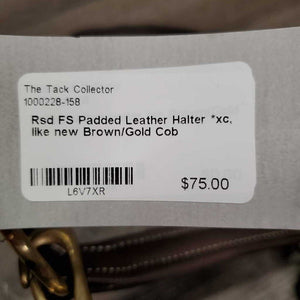 The Tack Collector
1000228-158
Rsd FS Padded Leather Halter *xc,
like new Brown/Gold Cob
L6V7XR
$75.00